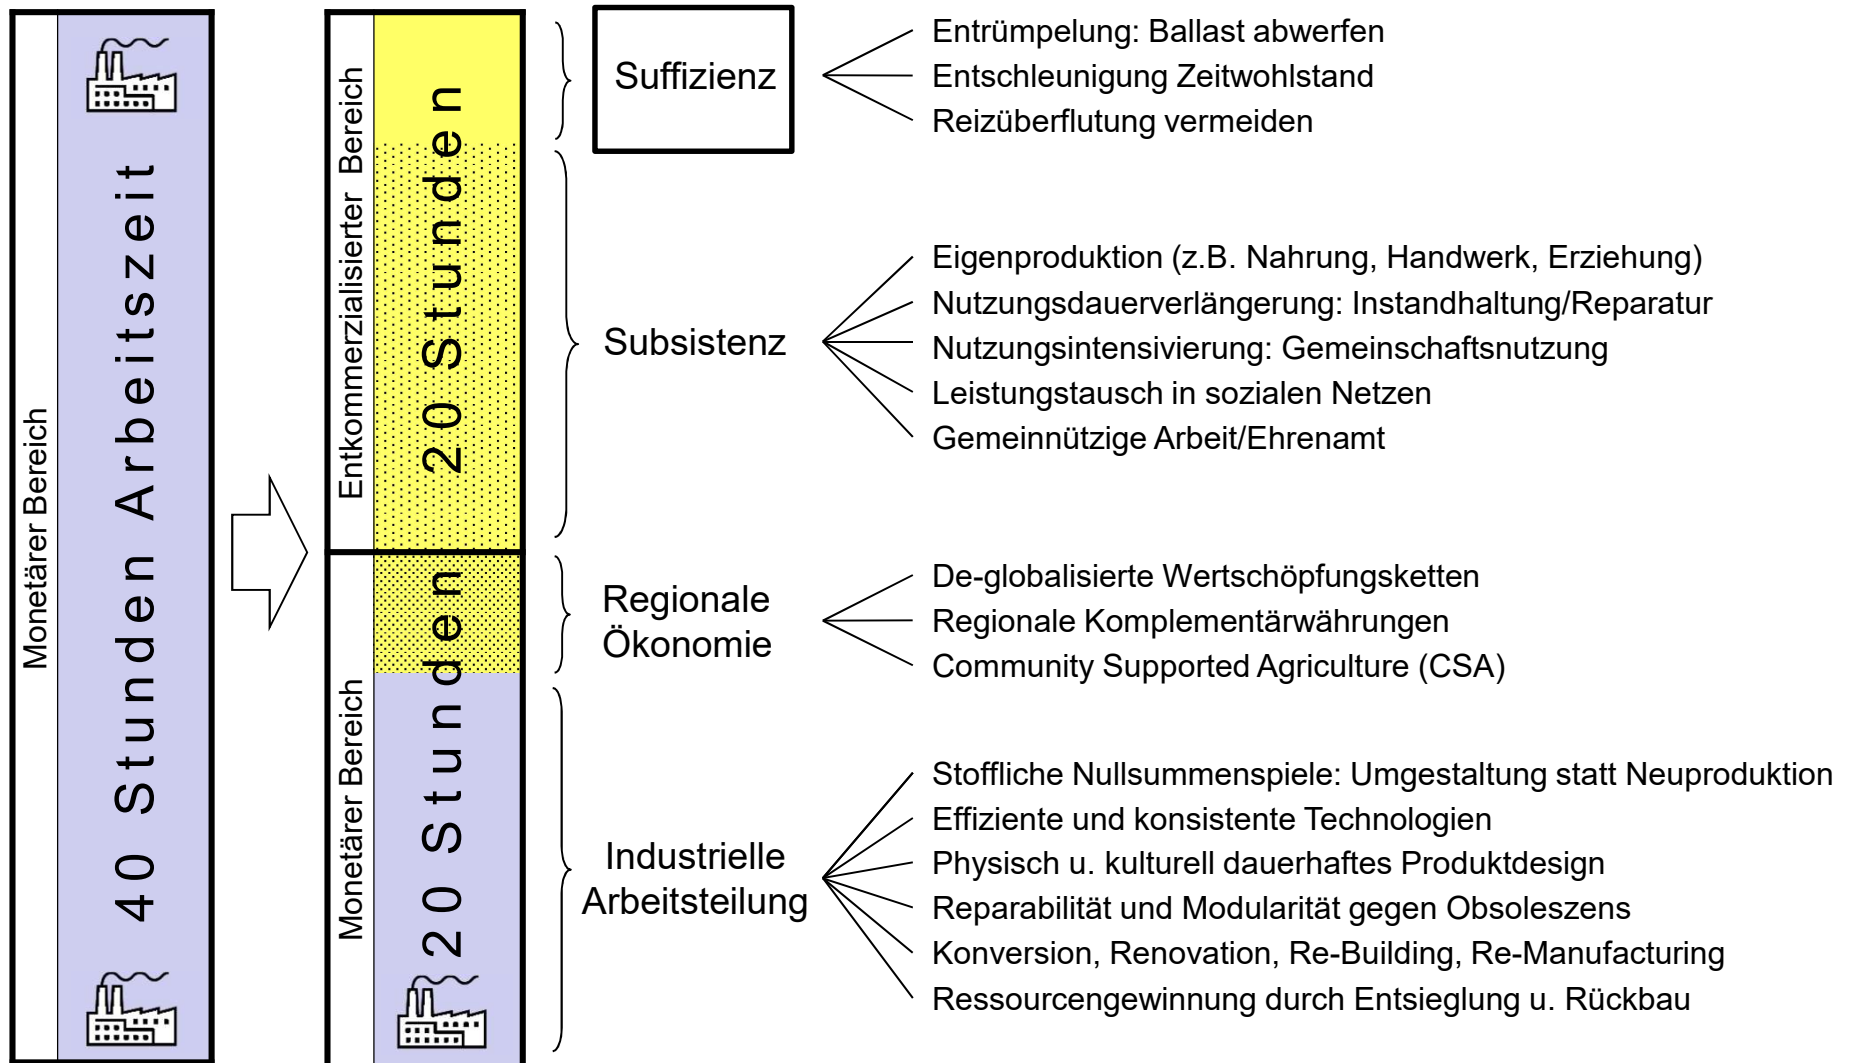 Monetärer Bereich
40 Stunden Arbeitszeit
Entkommerzialisierter Bereich
20 Stunden
Monetärer Bereich
20 Stunden
Suffizienz
Entrümpelung: Ballast abwerfen
Entschleunigung Zeitwohlstand
Reizüberflutung vermeiden
Subsistenz
Eigenproduktion (z.B. Nahrung, Handwerk, Erziehung)
Nutzungsdauerverlängerung: Instandhaltung/Reparatur
Nutzungsintensivierung: Gemeinschaftsnutzung
Leistungstausch in sozialen Netzen
Gemeinnützige Arbeit/Ehrenamt
Regionale
Ökonomie
De-globalisierte Wertschöpfungsketten
Regionale Komplementärwährungen
Community Supported Agriculture (CSA)
Industrielle
Arbeitsteilung
Stoffliche Nullsummenspiele: Umgestaltung statt Neuproduktion
Effiziente und konsistente Technologien
Physisch u. kulturell dauerhaftes Produktdesign
Reparabilität und Modularität gegen Obsoleszens
Konversion, Renovation, Re-Building, Re-Manufacturing
Ressourcengewinnung durch Entsieglung u. Rückbau